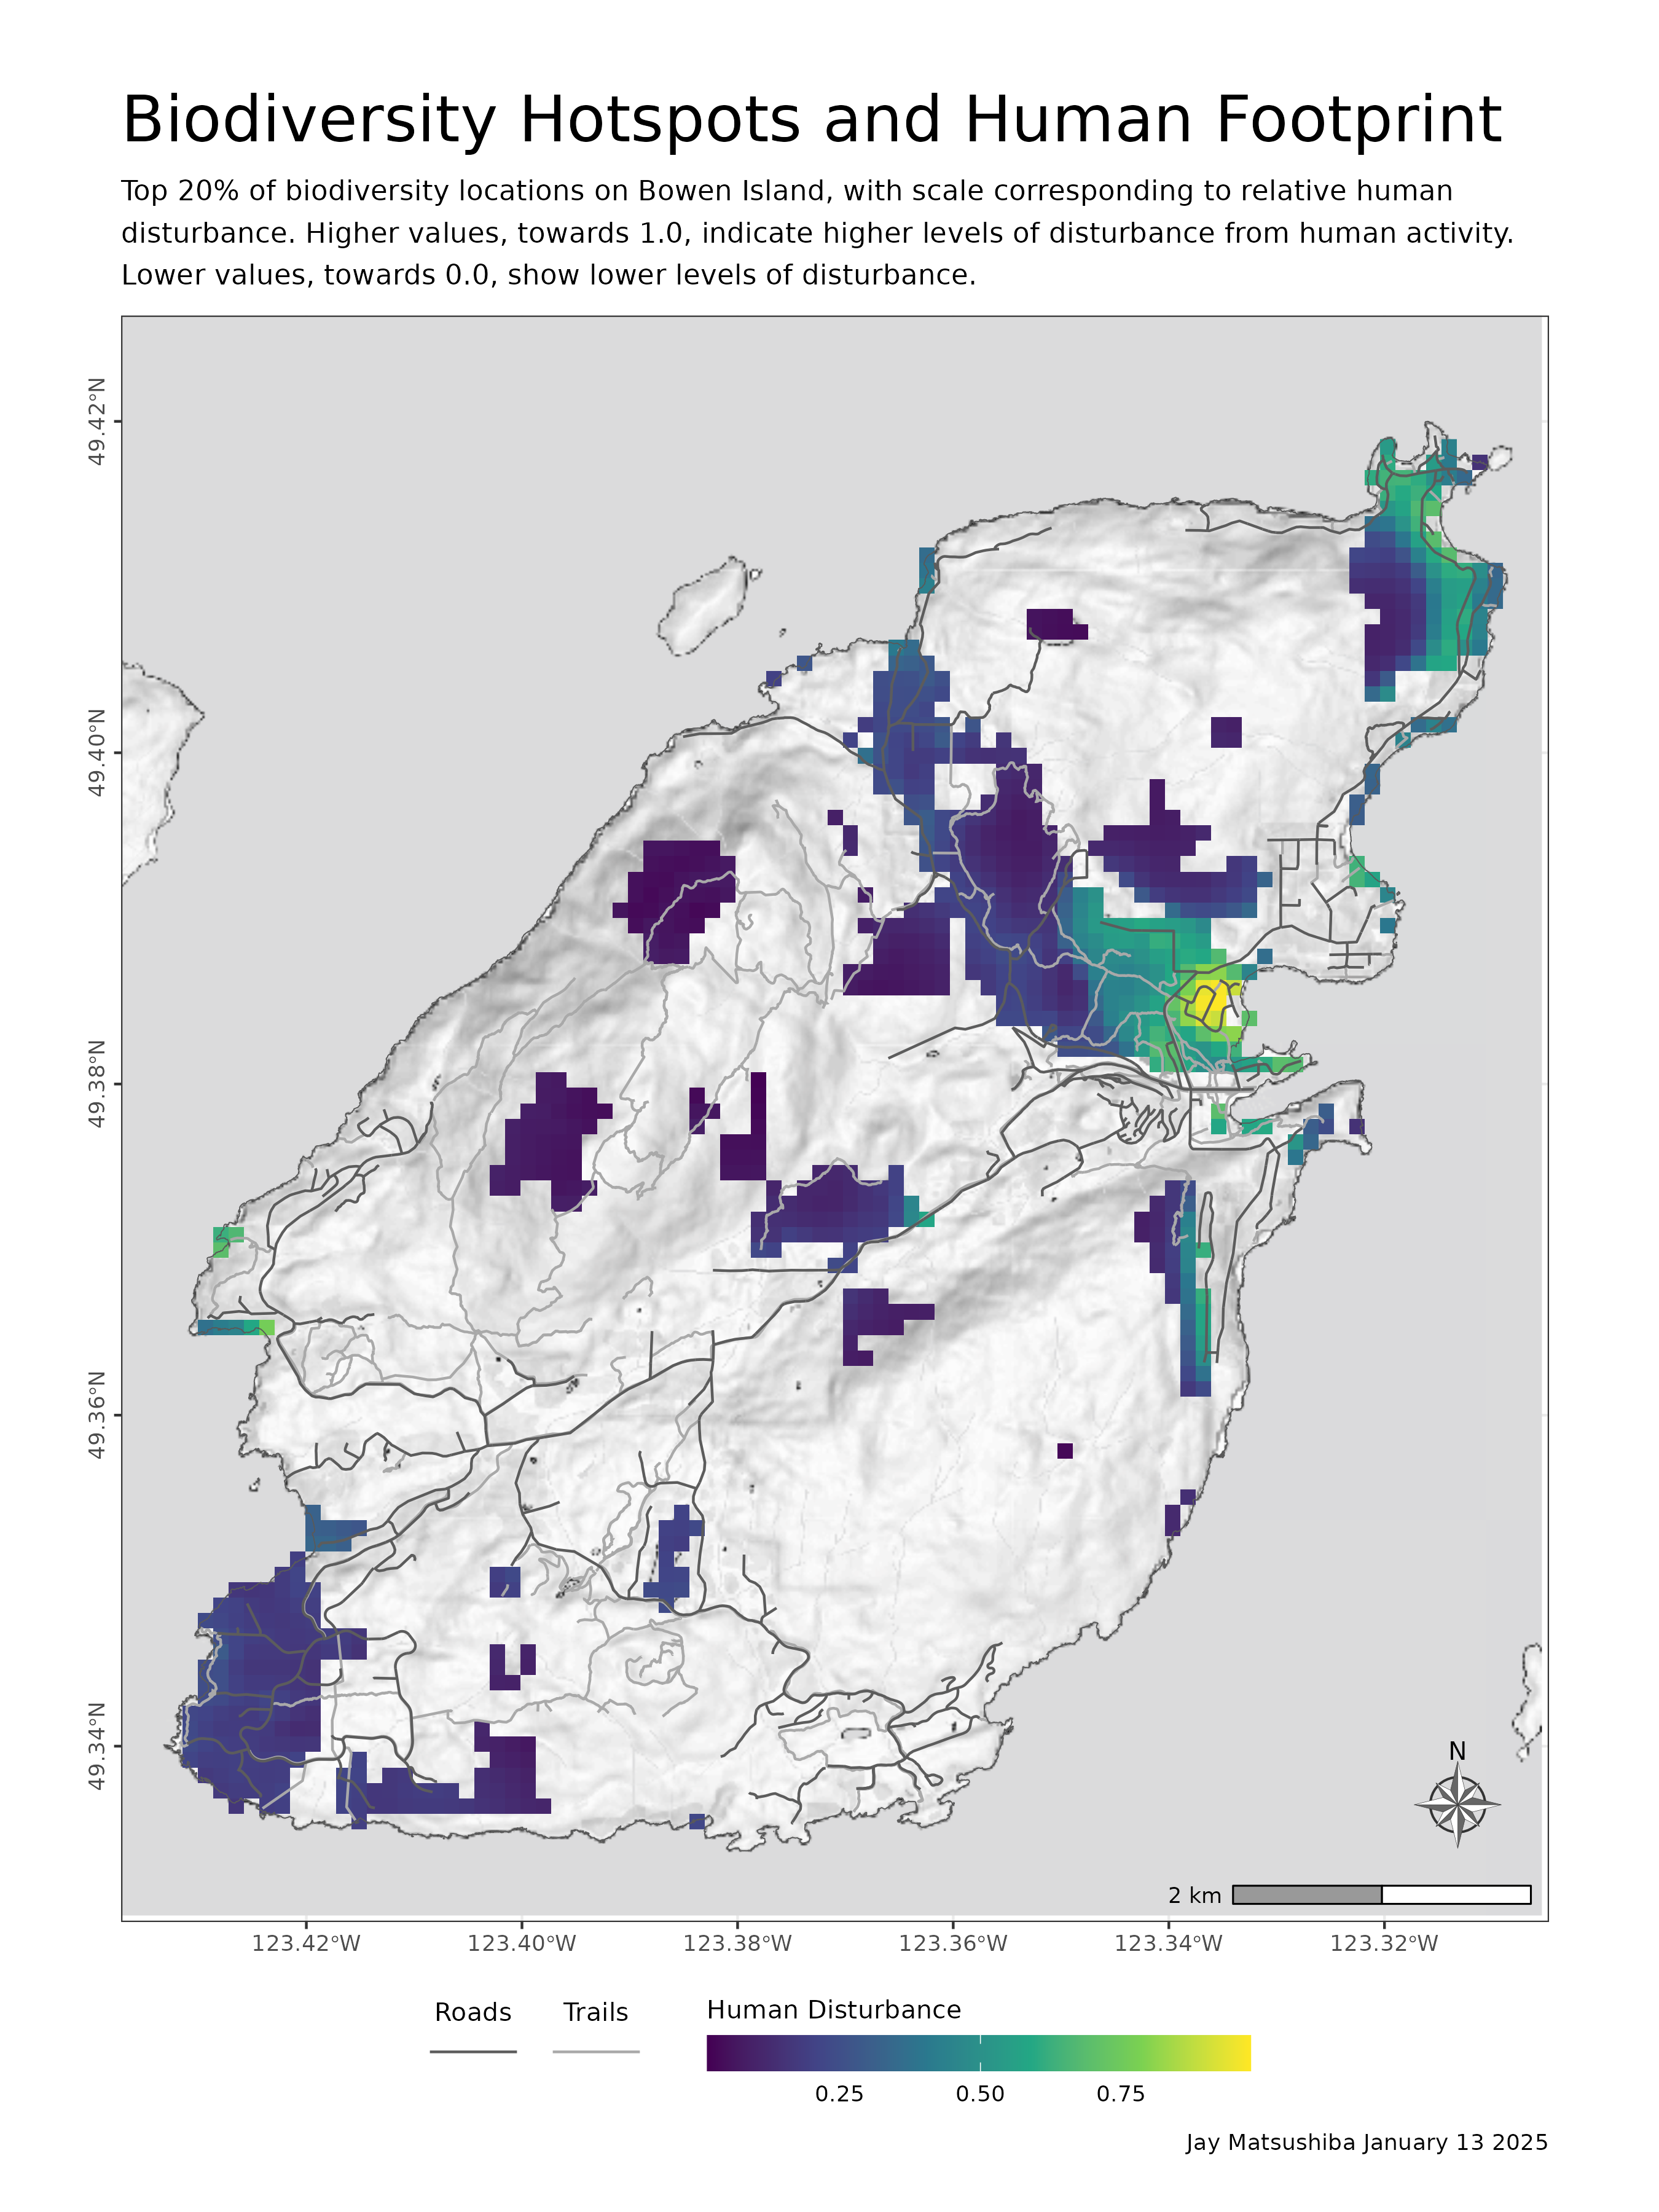 Biodiversity Hotspots and Human Footprint
Top 20% of biodiversity locations on Bowen Island, with scale corresponding to relative human
disturbance. Higher values, towards 1.0, indicate higher levels of disturbance from human activity.
Lower values, towards 0.0, show lower levels of disturbance.
49.42°N
49.40°N
49.38°N
49.36°N
49.34°N
N
2 km
123.42°W
123.40°W
123.38°W
123.36°W
123.34°W
123.32°W
Roads
Trails
Human Disturbance
0.25
0.50
0.75
Jay Matsushiba January 13 2025